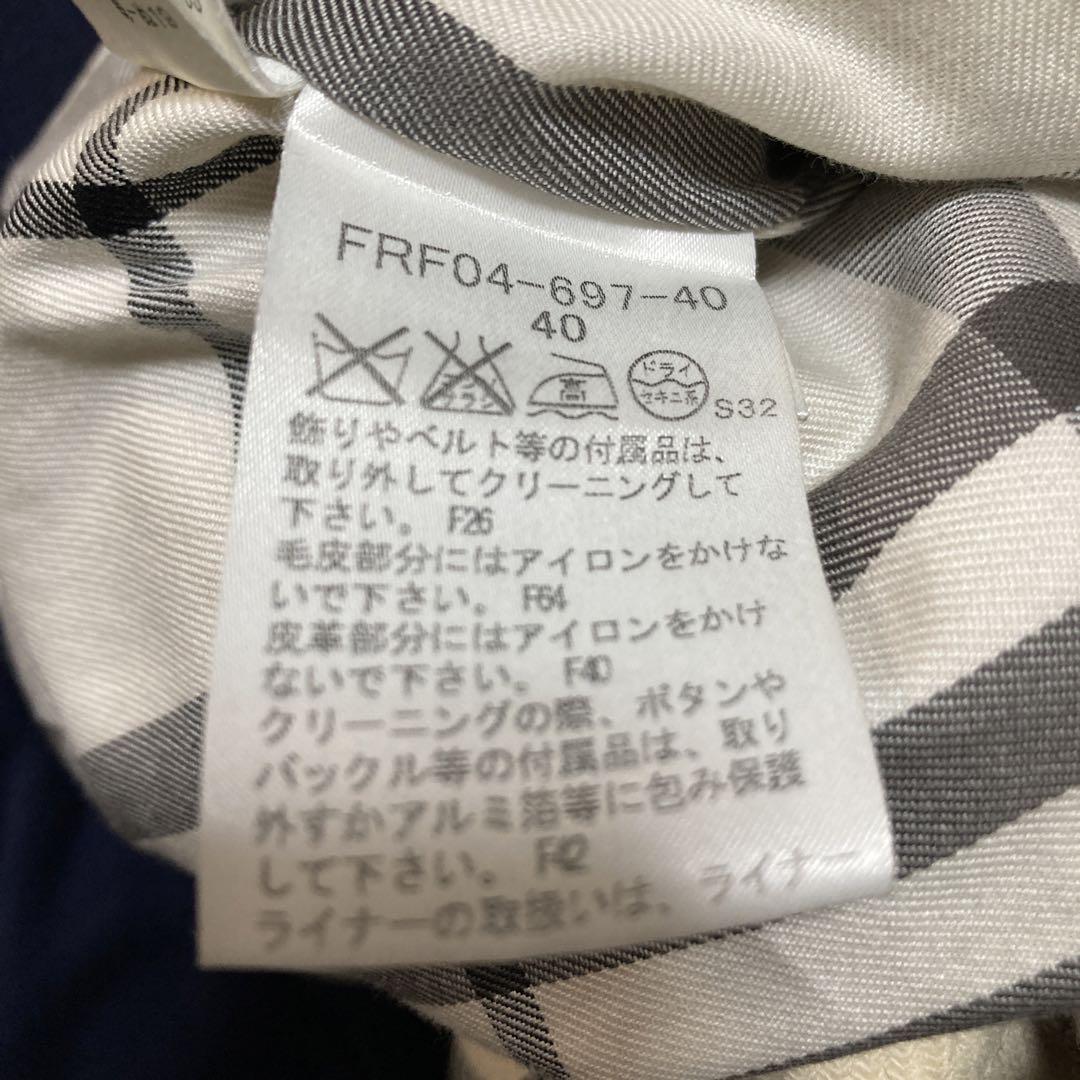 FRF04-697-40
40
エンソ
サラシ
高
ドライ
セキユ系
S32
飾りやベルト等の付属品は、
取り外してクリーニングして
下さい。 F26
毛皮部分にはアイロンをかけな
いで下さい。 F64
皮革部分にはアイロンをかけ
ないで下さい。 F40
クリーニングの際、ボタンや
バックル等の付属品は、取り
外すかアルミ箔等に包み保護
して下さい。 F42
ライナーの取扱いは、ライナー